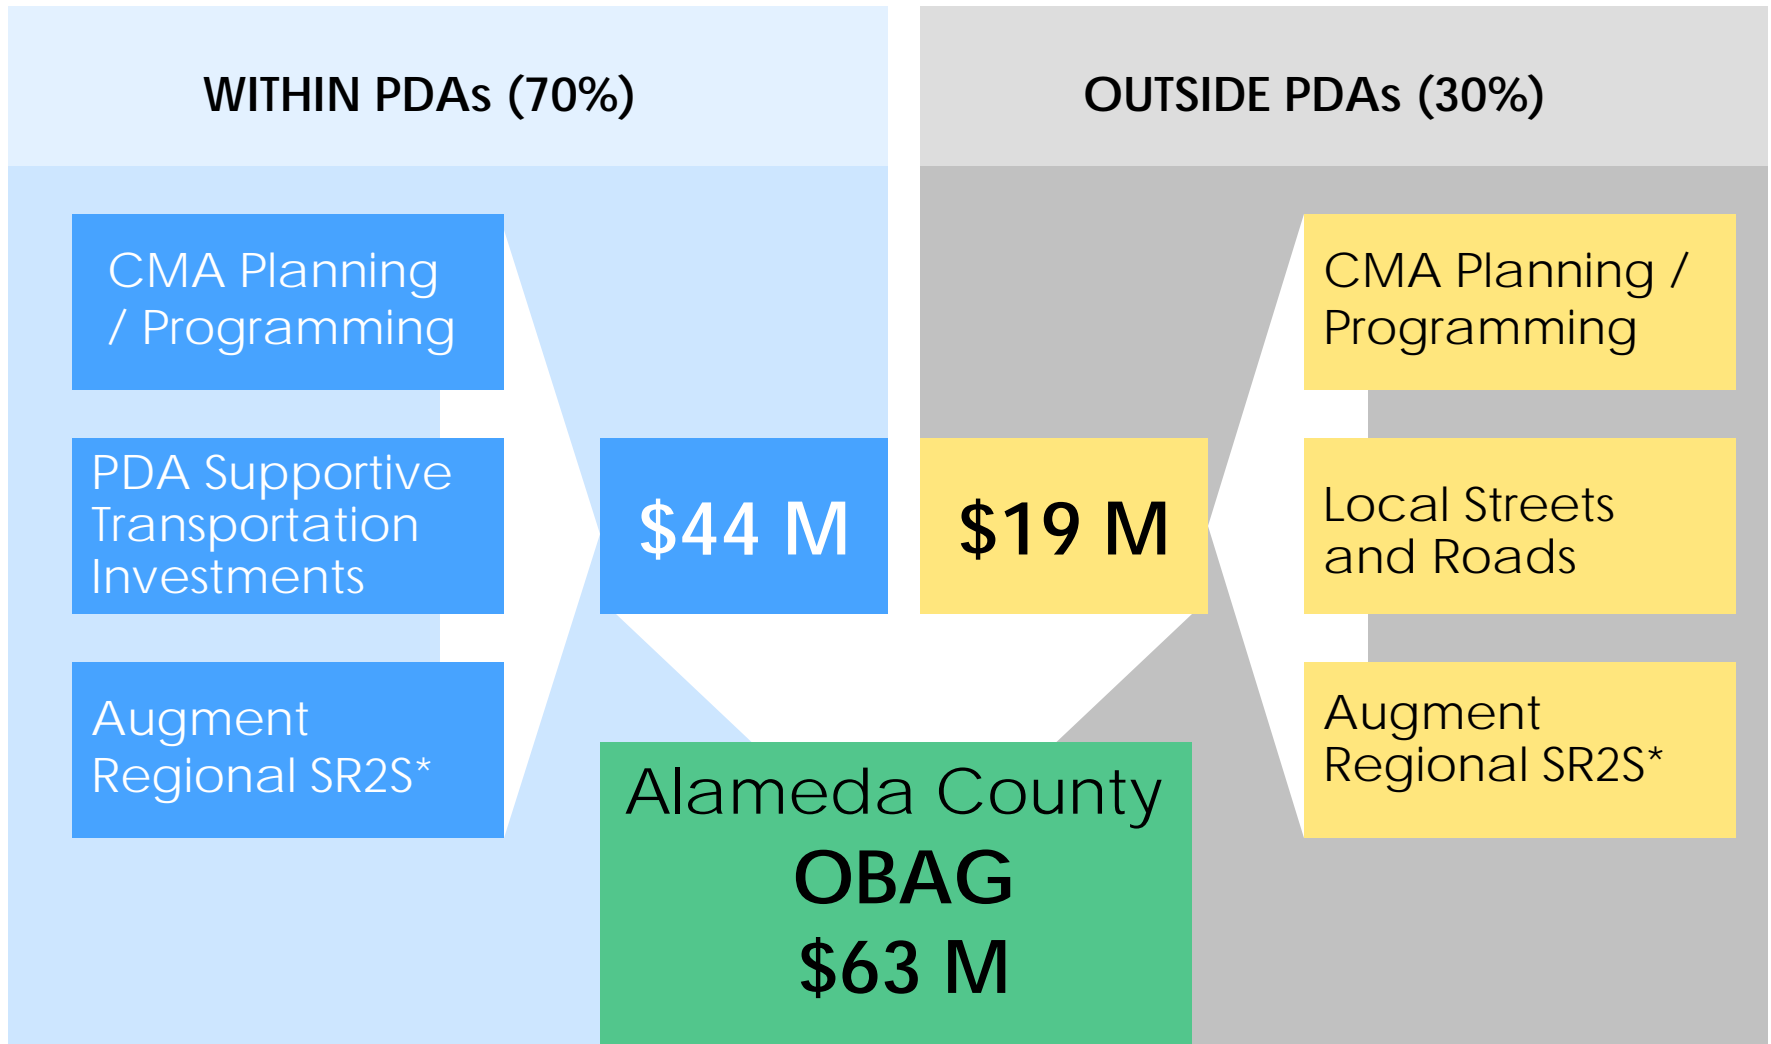 WITHIN PDAs (70%)
CMA Planning
/ Programming
PDA Supportive
Transportation
Investments
Augment
Regional SR2S*
$44 M
OUTSIDE PDAs (30%)
$19 M
CMA Planning /
Programming
Local Streets
and Roads
Augment
Regional SR2S*
Alameda County
OBAG
$63 M